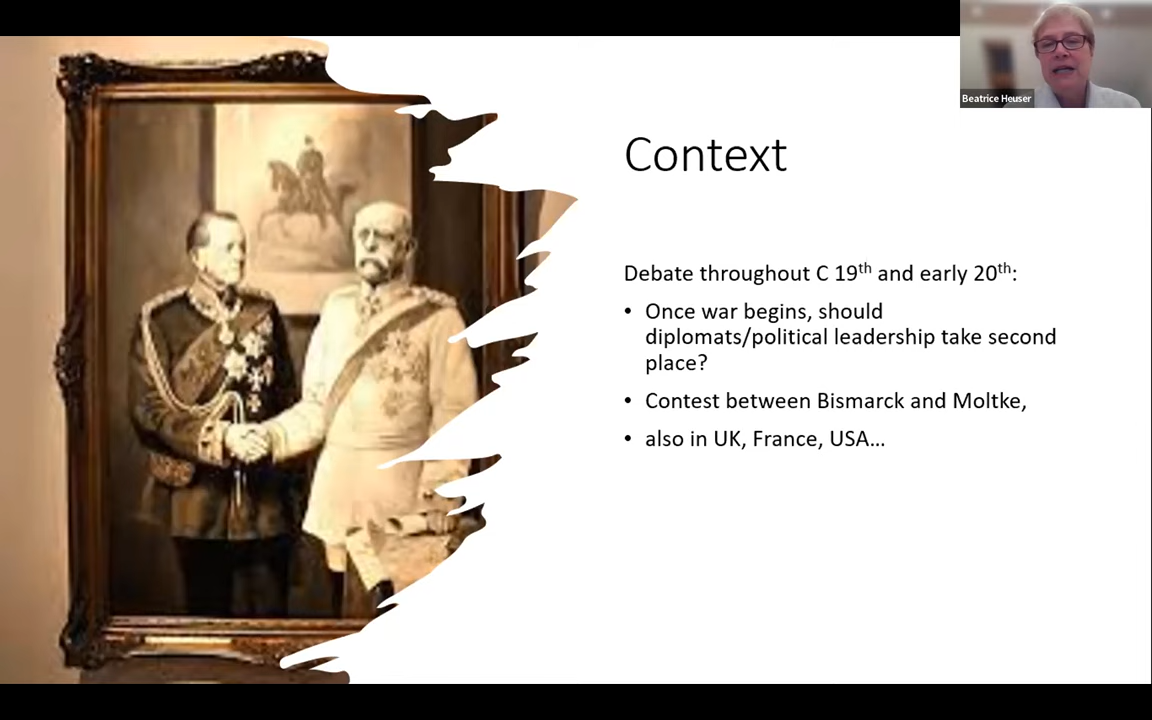 Beatrice Heuser
Context
Debate throughout C 19th and early 20th:
• Once war begins, should
diplomats/political leadership take second
place?
• Contest between Bismarck and Moltke,
• also in UK, France, USA…